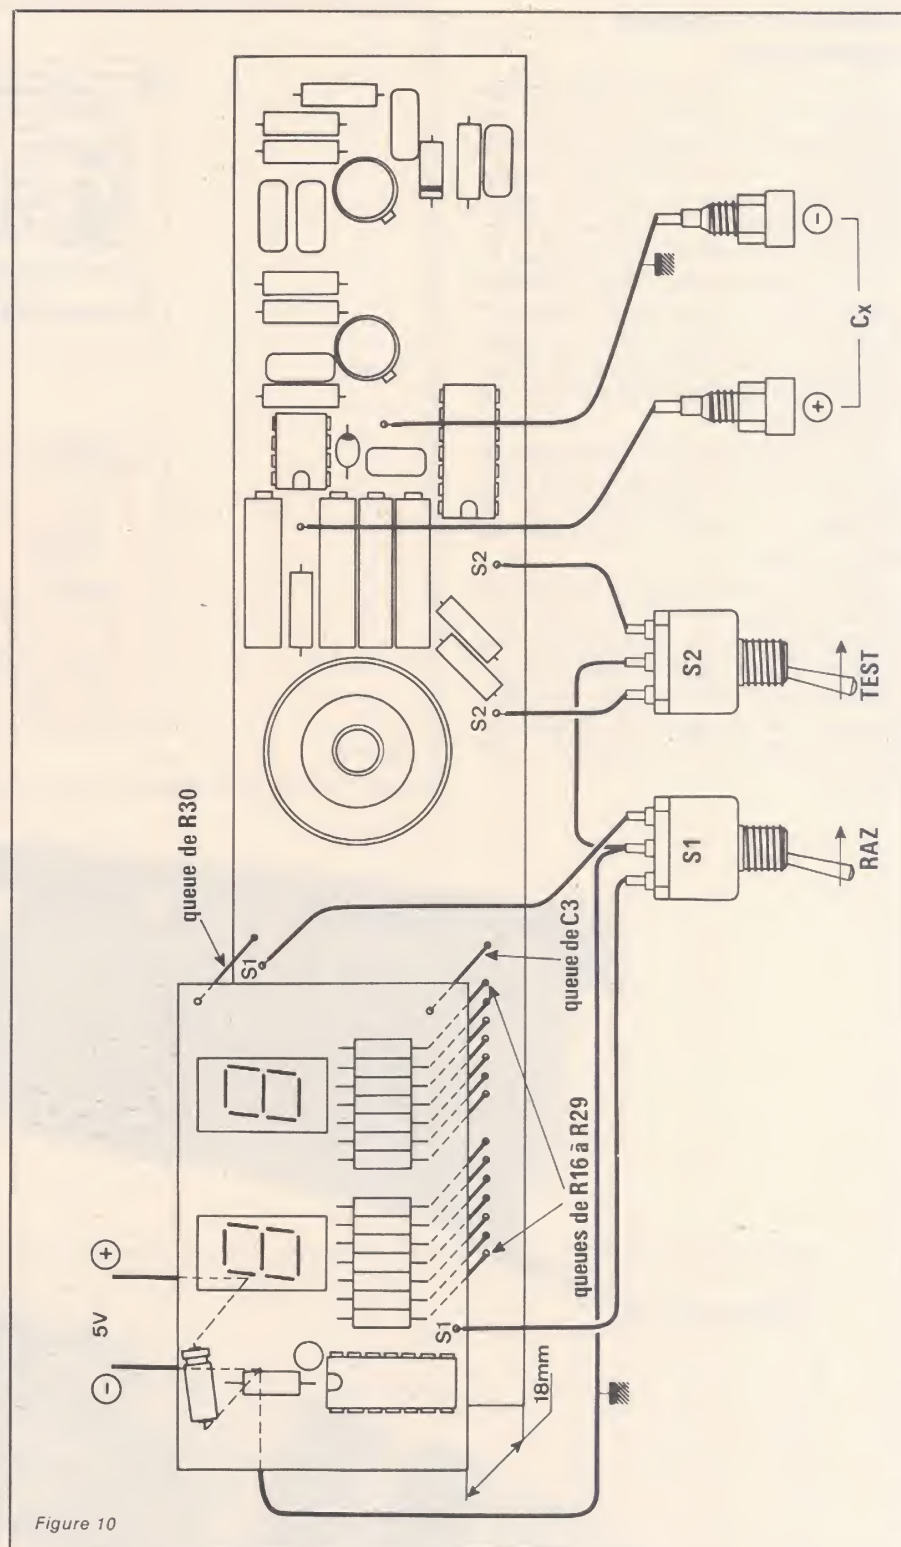 queue de R30
5V
+
-
S1
queue de C3
queues de R16 à R29
S1
18mm
S2
S2
S1
RAZ
S2
TEST
+
-
Cx
Figure 10